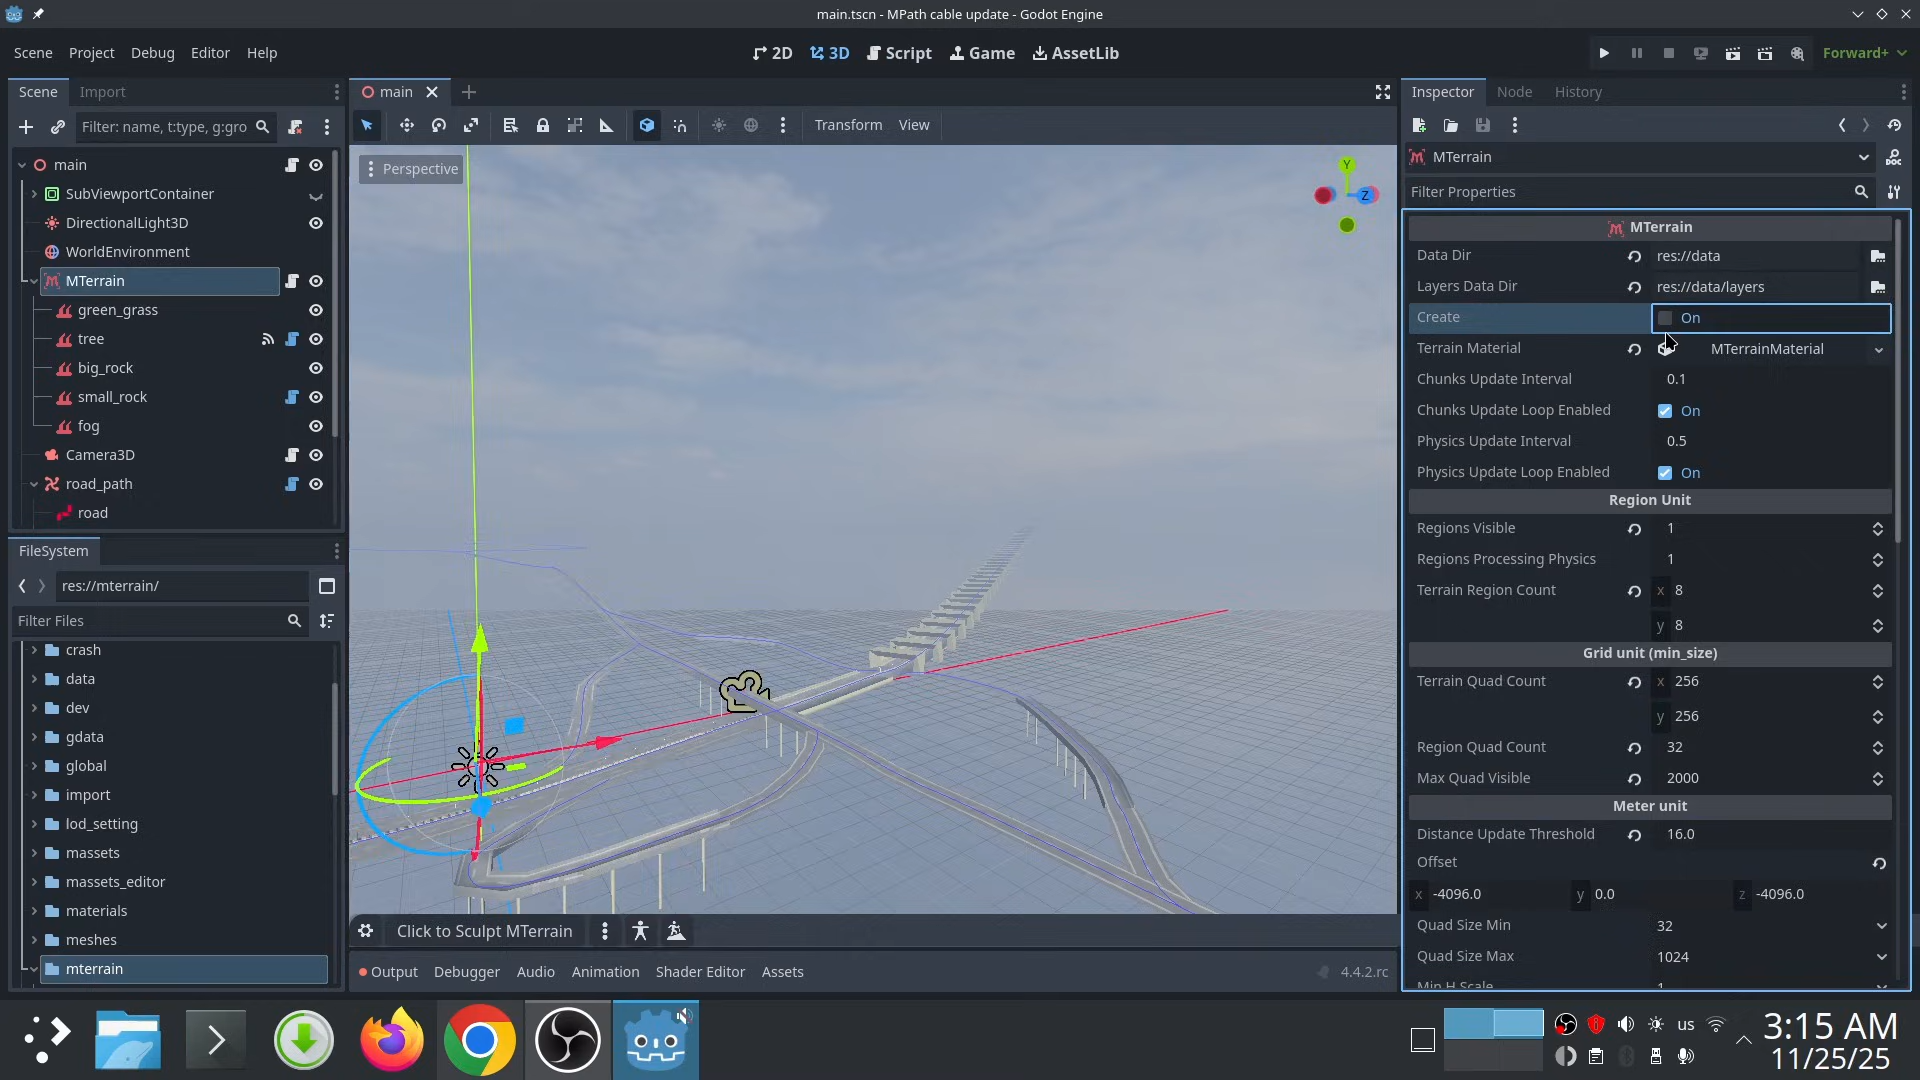 main.tscn - MPath cable update - Godot Engine
Scene Project Debug Editor Help
2D 3D Script Game AssetLib
Forward+
Scene Import
Filter: name, t:type, g:gro
main
SubViewportContainer
DirectionalLight3D
WorldEnvironment
MTerrain
green_grass
tree
big_rock
small_rock
fog
Camera3D
road_path
road
FileSystem
res://mterrain/
Filter Files
crash
data
dev
gdata
global
import
lod_setting
massets
massets_editor
materials
meshes
mterrain
main
Transform View
Perspective
Y
Z
Click to Sculpt MTerrain
Output Debugger Audio Animation Shader Editor Assets
4.4.2.rc
Inspector Node History
MTerrain
DOC
Filter Properties
MTerrain
Data Dir res://data
Layers Data Dir res://data/layers
Create On
Terrain Material MTerrainMaterial
Chunks Update Interval 0.1
Chunks Update Loop Enabled On
Physics Update Interval 0.5
Physics Update Loop Enabled On
Region Unit
Regions Visible 1
Regions Processing Physics 1
Terrain Region Count x 8
y 8
Grid unit (min_size)
Terrain Quad Count x 256
y 256
Region Quad Count 32
Max Quad Visible 2000
Meter unit
Distance Update Threshold 16.0
Offset
x -4096.0 y 0.0 z -4096.0
Quad Size Min 32
Quad Size Max 1024
Min H Scale 1
us
3:15 AM
11/25/25